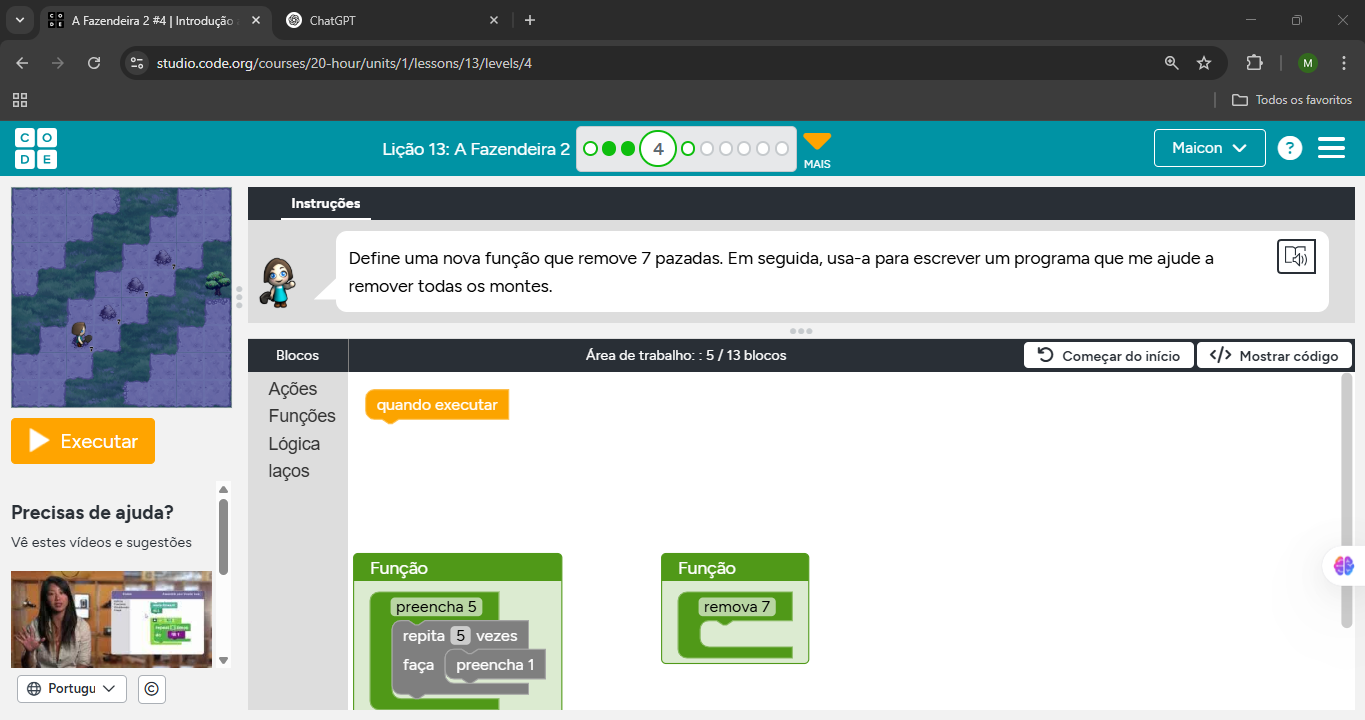 A Fazendeira 2 #4 | Introdução
ChatGPT
studio.code.org/courses/20-hour/units/1/lessons/13/levels/4
M
Todos os favoritos
C O
D E
Lição 13: A Fazendeira 2
4
MAIS
Maicon
?
Instruções
Define uma nova função que remove 7 pazadas. Em seguida, usa-a para escrever um programa que me ajude a
remover todas os montes.
Blocos
Área de trabalho: : 5 / 13 blocos
Começar do início
Mostrar código
Ações
Funções
Lógica
laços
quando executar
7
7
7
7
Executar
Precisas de ajuda?
Vê estes vídeos e sugestões
Portugu
©
Função
preencha 5
repita 5 vezes
faça preencha 1
Função
remova 7